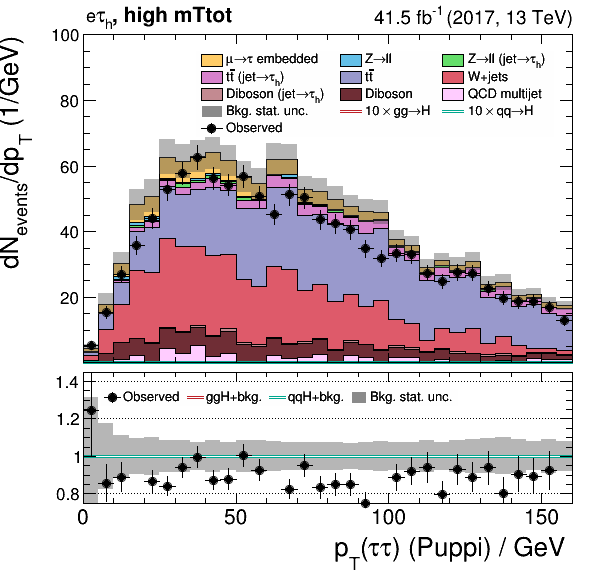 eτh, high mTtot 41.5 fb-1 (2017, 13 TeV)
dNevents/dpT (1/GeV)
100
80
60
40
20
μ→τ embedded Z→ll Z→ll (jet→τh)
tt̄ (jet→τh) tt̄ W+jets
Diboson (jet→τh) Diboson QCD multijet
Bkg. stat. unc. 10×gg→H 10×qq→H
Observed
1.4
1.2
1
0.8
Observed ggH+bkg. qqH+bkg. Bkg. stat. unc.
0 50 100 150
pT(ττ) (Puppi) / GeV